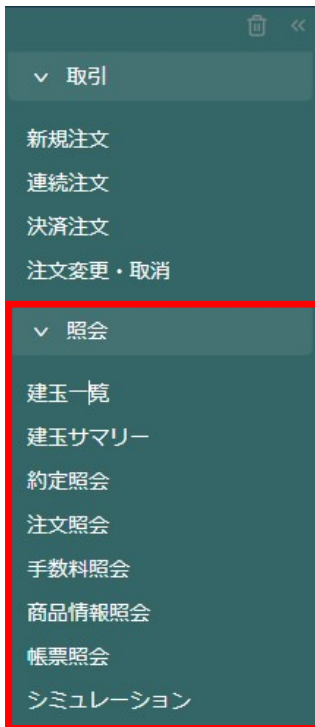 取引
新規注文
連続注文
決済注文
注文変更・取消
照会
建玉一覧
建玉サマリー
約定照会
注文照会
手数料照会
商品情報照会
帳票照会
シミュレーション